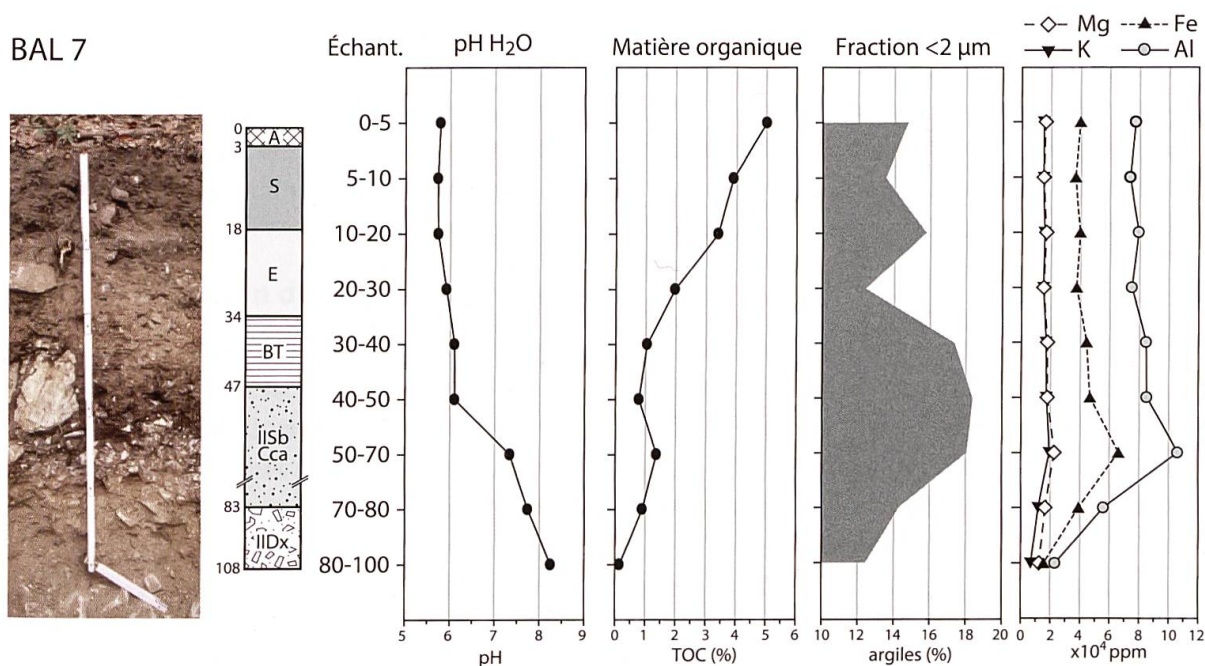 BAL 7
Échant.
pH H₂O
Matière organique
Fraction <2 µm
Mg
Fe
K
Al
0
A
3
S
18
E
34
BT
47
IISb
Cca
83
IIDx
108
0-5
5-10
10-20
20-30
30-40
40-50
50-70
70-80
80-100
5 6 7 8 9
pH
0 1 2 3 4 5 6
TOC (%)
10 12 14 16 18 20
argiles (%)
0 2 4 6 8 10 12
x10⁴ ppm